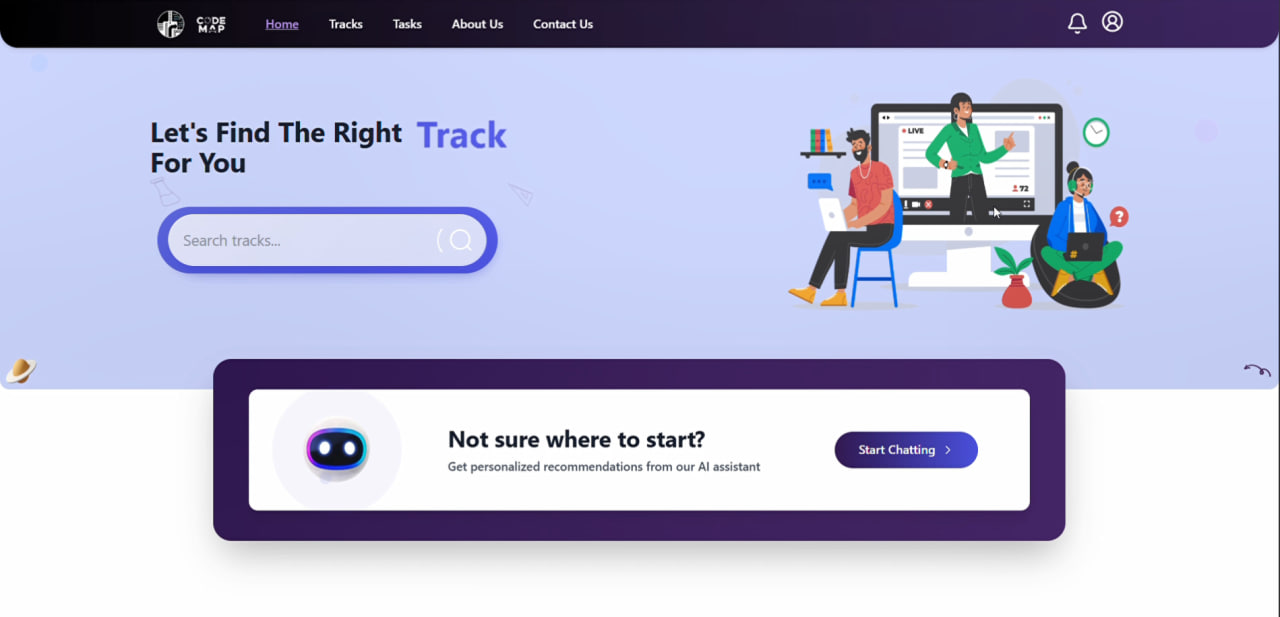 CODE
MAP
Home
Tracks
Tasks
About Us
Contact Us
Let's Find The Right Track
For You
Search tracks...
LIVE
72
?
#
Not sure where to start?
Get personalized recommendations from our AI assistant
Start Chatting